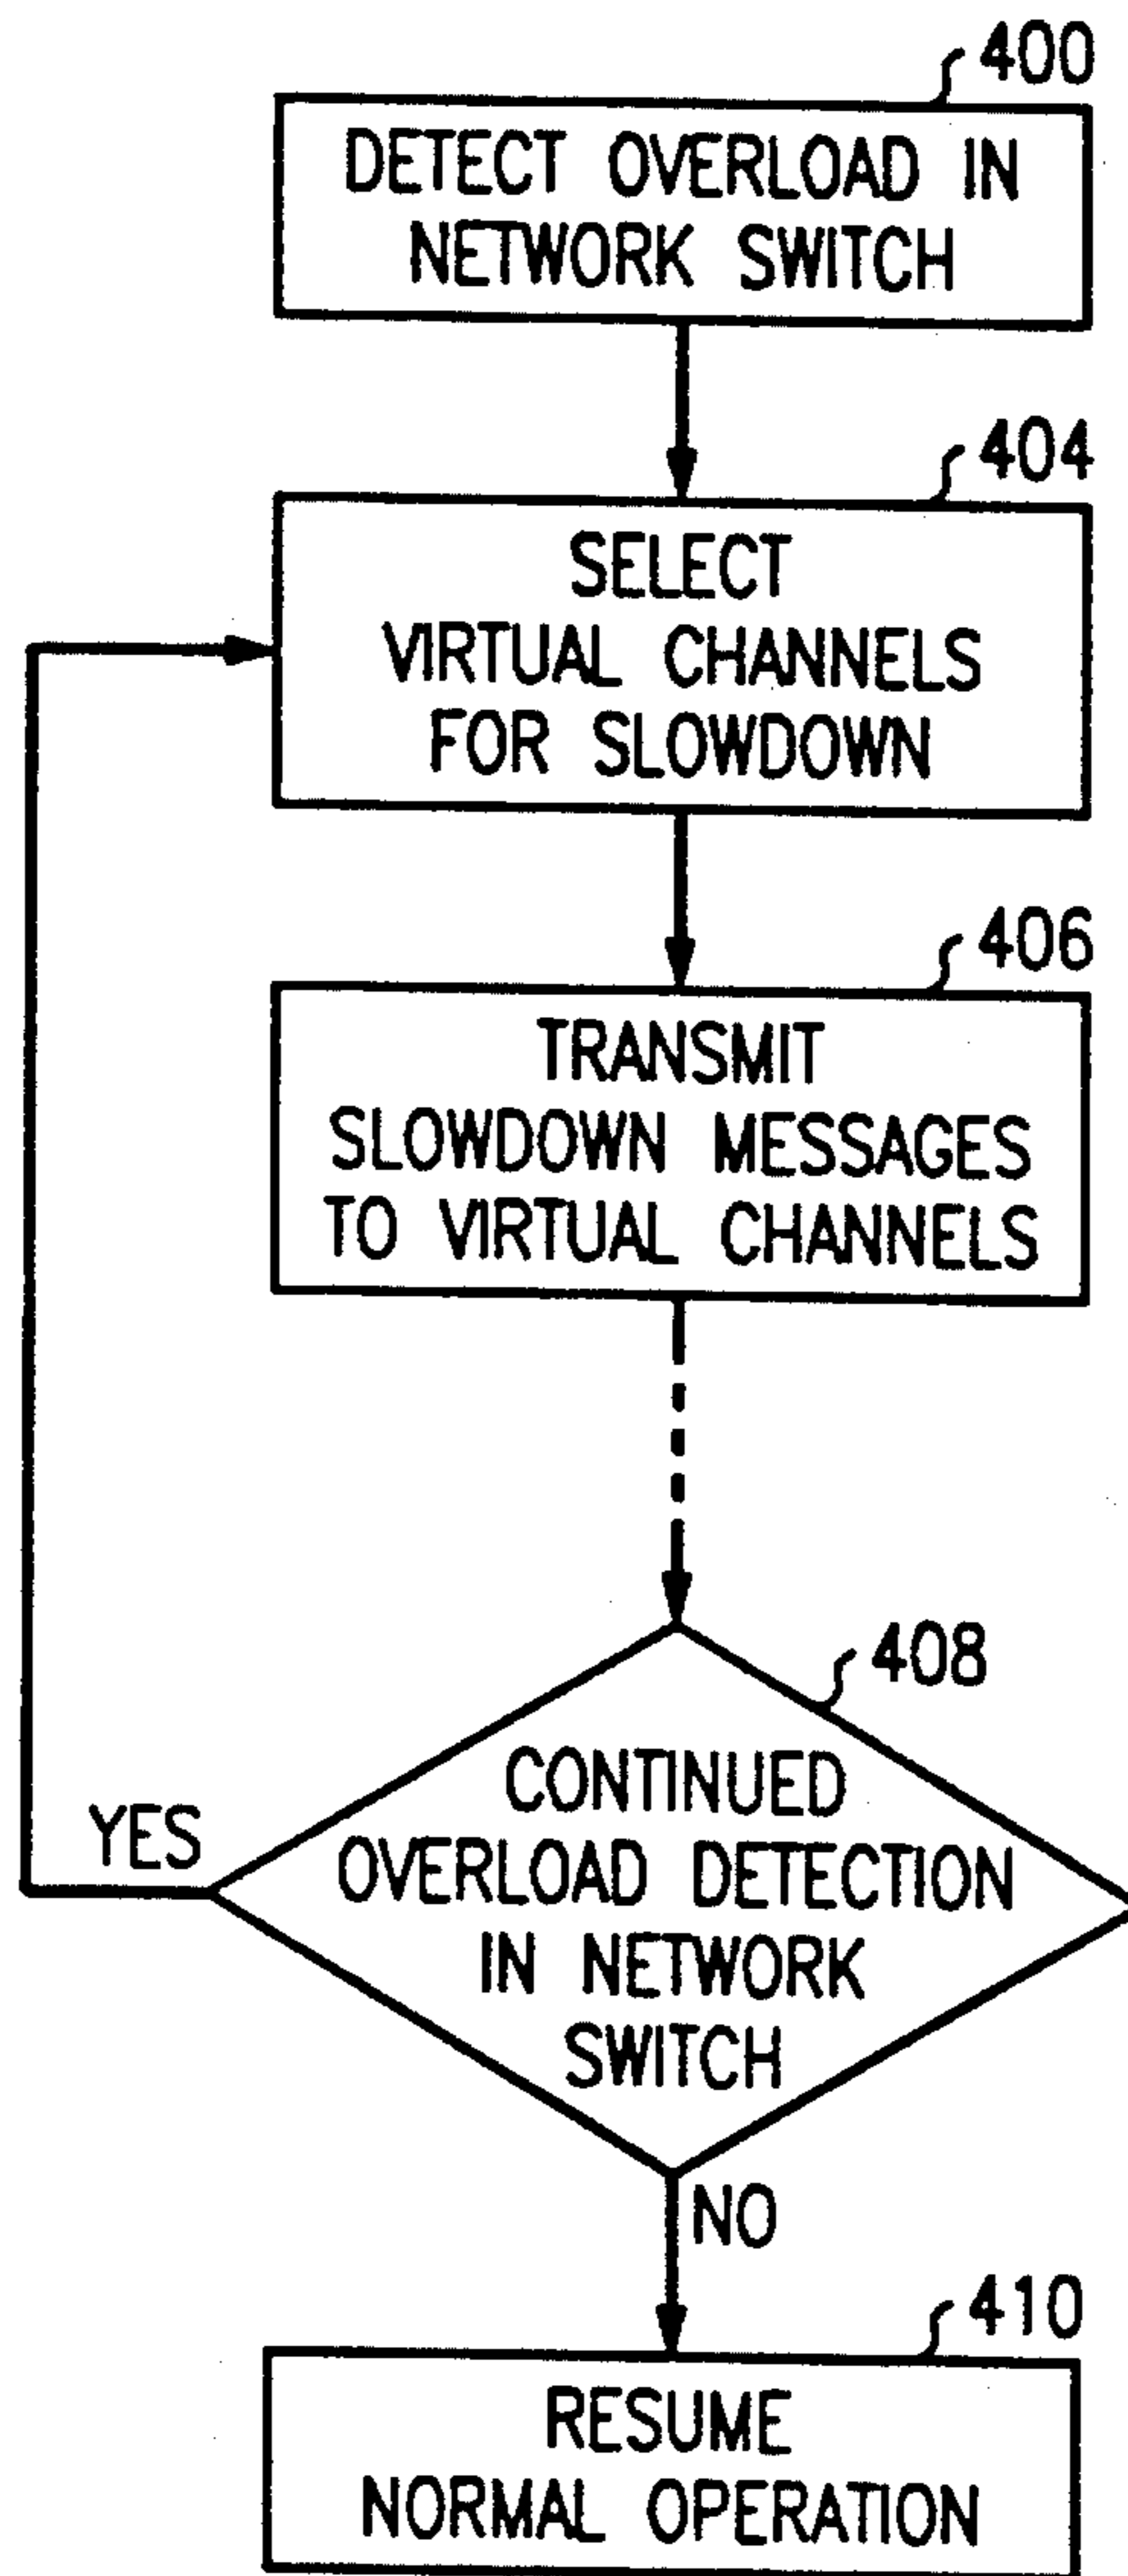 400
DETECT OVERLOAD IN
NETWORK SWITCH
404
SELECT
VIRTUAL CHANNELS
FOR SLOWDOWN
406
TRANSMIT
SLOWDOWN MESSAGES
TO VIRTUAL CHANNELS
408
CONTINUED
OVERLOAD DETECTION
IN NETWORK
SWITCH
YES
NO
410
RESUME
NORMAL OPERATION